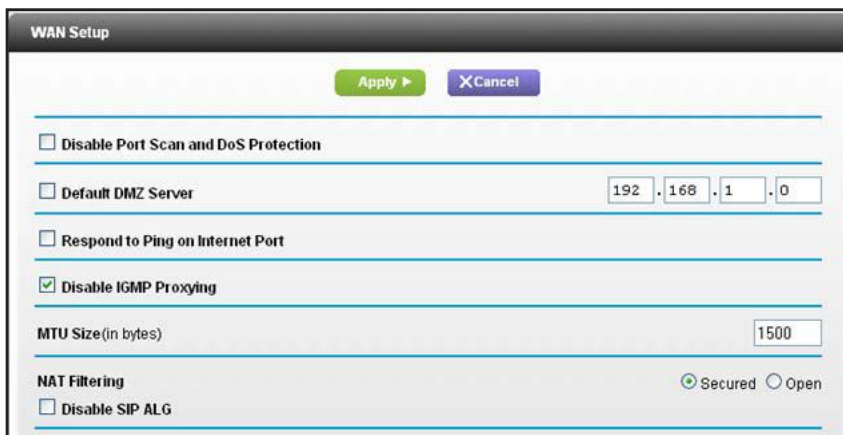 WAN Setup
Apply
Cancel
Disable Port Scan and DoS Protection
Default DMZ Server 192 . 168 . 1 . 0
Respond to Ping on Internet Port
Disable IGMP Proxying
MTU Size(in bytes) 1500
NAT Filtering Secured Open
Disable SIP ALG